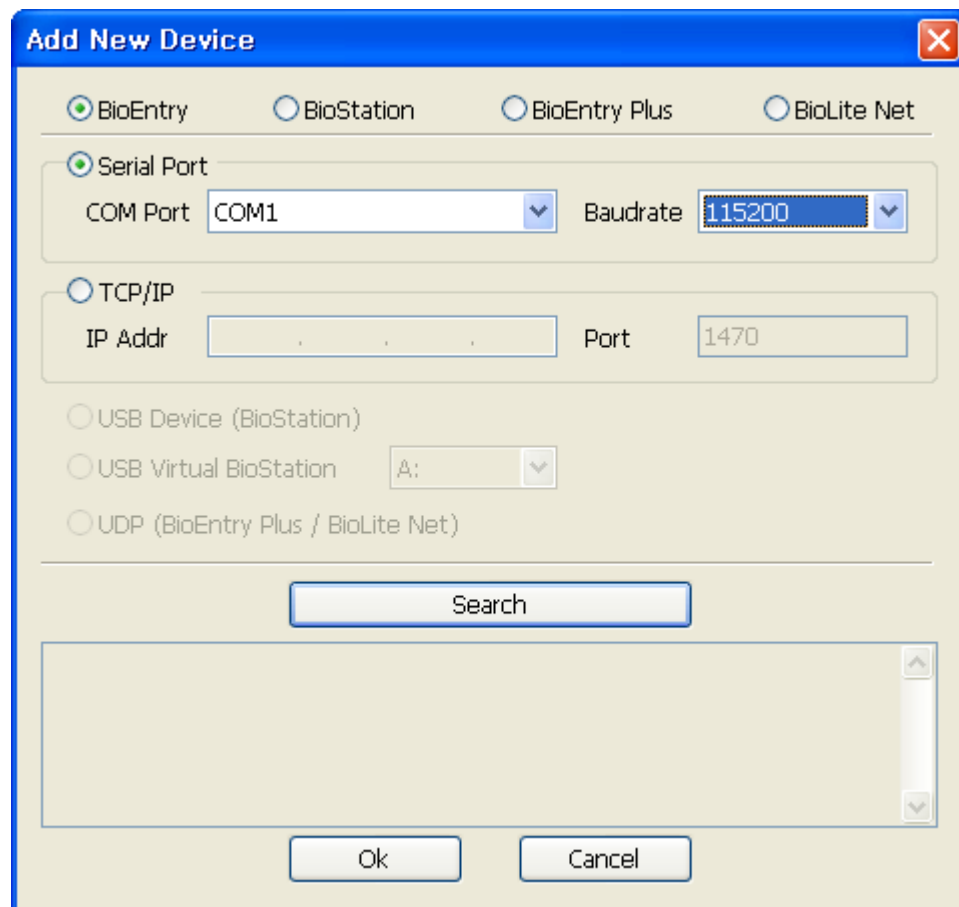 Add New Device
BioEntry BioStation BioEntry Plus BioLite Net
Serial Port
COM Port COM1 Baudrate 115200
TCP/IP
IP Addr . . . Port 1470
USB Device (BioStation)
USB Virtual BioStation A:
UDP (BioEntry Plus / BioLite Net)
Search
Ok Cancel